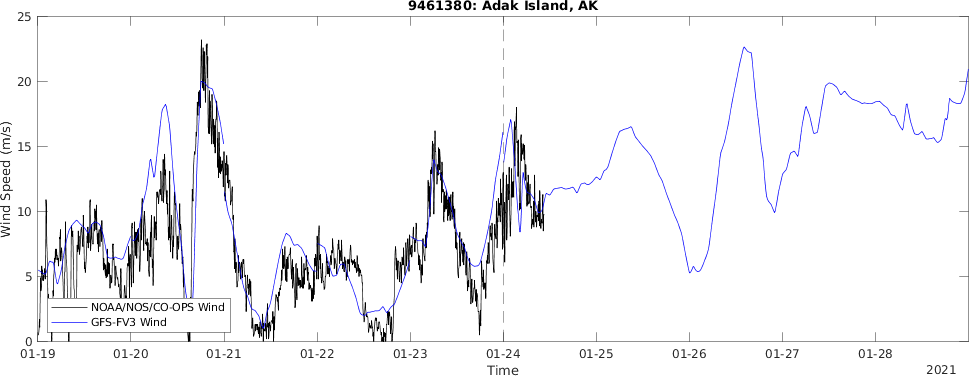 9461380: Adak Island, AK
25
20
15
10
5
0
Wind Speed (m/s)
NOAA/NOS/CO-OPS Wind
GFS-FV3 Wind
01-19 01-20 01-21 01-22 01-23 01-24 01-25 01-26 01-27 01-28
Time
2021